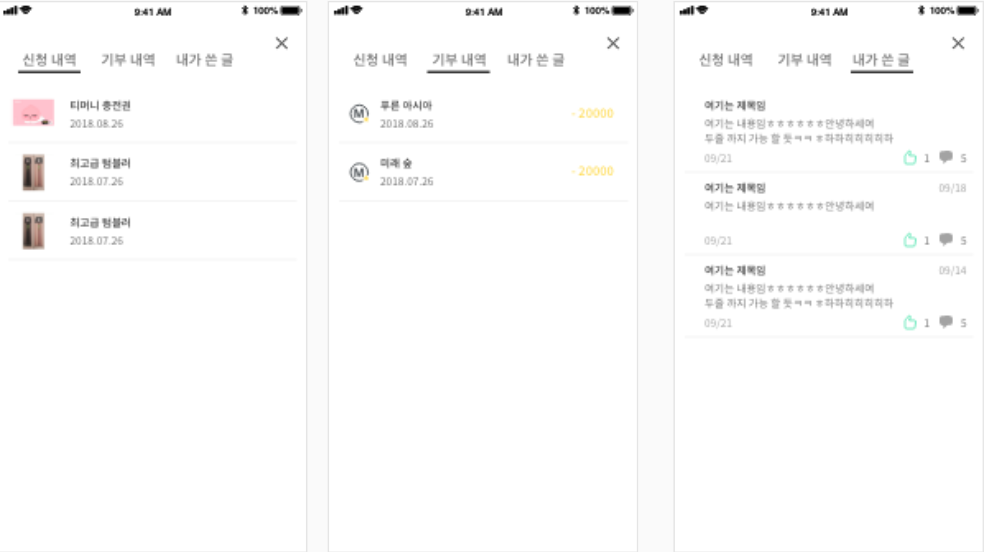 9:41 AM
100%
신청 내역
기부 내역
내가 쓴 글
티머니 충전권
2018.08.26
최고급 텀블러
2018.07.26
최고급 텀블러
2018.07.26
9:41 AM
100%
신청 내역
기부 내역
내가 쓴 글
푸른 아시아
2018.08.26
- 20000
M
미래 숲
2018.07.26
- 20000
M
9:41 AM
100%
신청 내역
기부 내역
내가 쓴 글
여기는 제목임
여기는 내용임ㅎㅎㅎㅎㅎㅎ안녕하세여
두줄 까지 가능 할 듯ㅋㅋ ㅎ하하히히히히하
09/21
1
5
여기는 제목임
09/18
여기는 내용임ㅎㅎㅎㅎㅎㅎ안녕하세여
09/21
1
5
여기는 제목임
09/14
여기는 내용임ㅎㅎㅎㅎㅎㅎ안녕하세여
두줄 까지 가능 할 듯ㅋㅋ ㅎ하하히히히히하
09/21
1
5